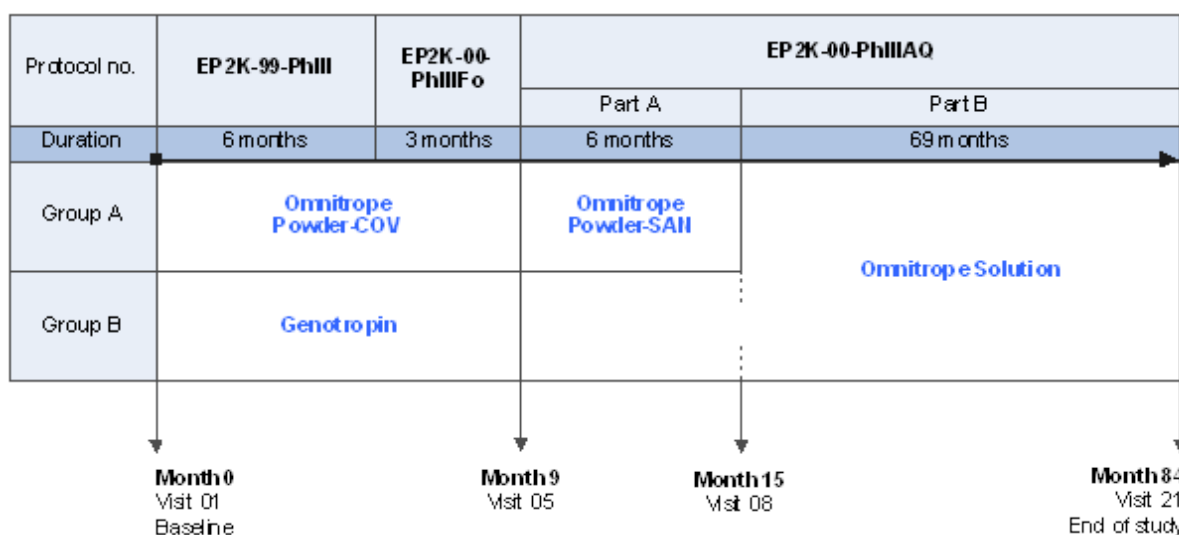 Protocol no.
EP2K-99-PhIII
EP2K-00-
PhIIIFo
EP2K-00-PhIIIAQ
Part A
Part B
Duration
6 months
3 months
6 months
69 months
Group A
Omnitrope
Powder-COV
Omnitrope
Powder-SAN
Omnitrope Solution
Group B
Genotropin
Month 0
Visit 01
Baseline
Month 9
Visit 05
Month 15
Visit 08
Month 84
Visit 21
End of study